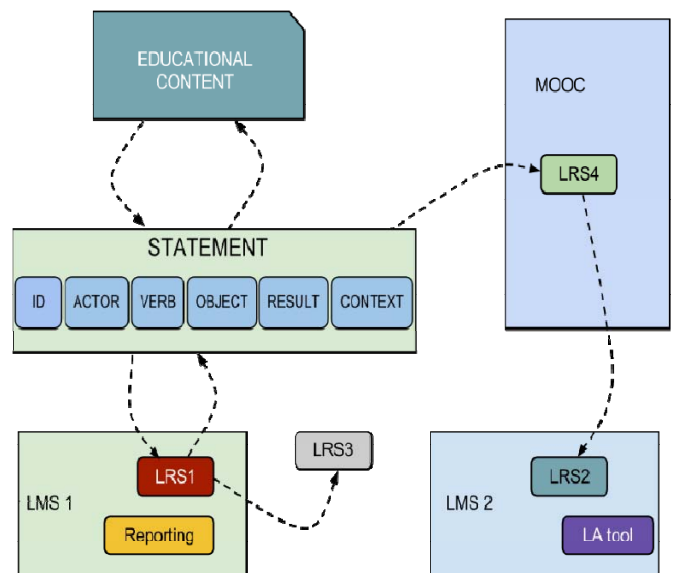 EDUCATIONAL
CONTENT
MOOC
LRS4
STATEMENT
ID ACTOR VERB OBJECT RESULT CONTEXT
LRS1
LRS3
LRS2
LMS 1
LMS 2
Reporting
LA tool